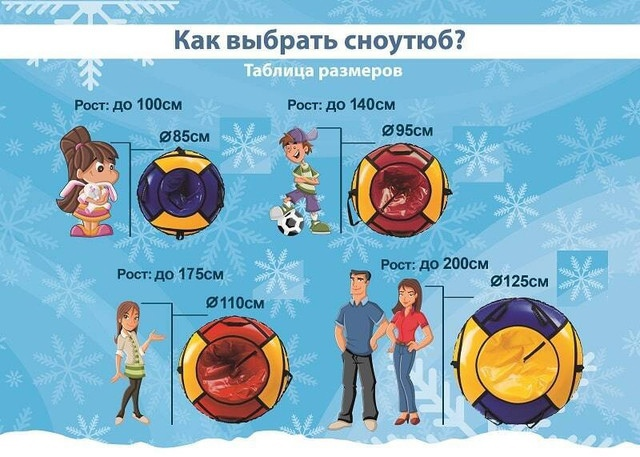 Как выбрать сноутюб?
Таблица размеров
Рост: до 100см
Ø85см
Рост: до 140см
Ø95см
Рост: до 175см
Ø110см
Рост: до 200см
Ø125см